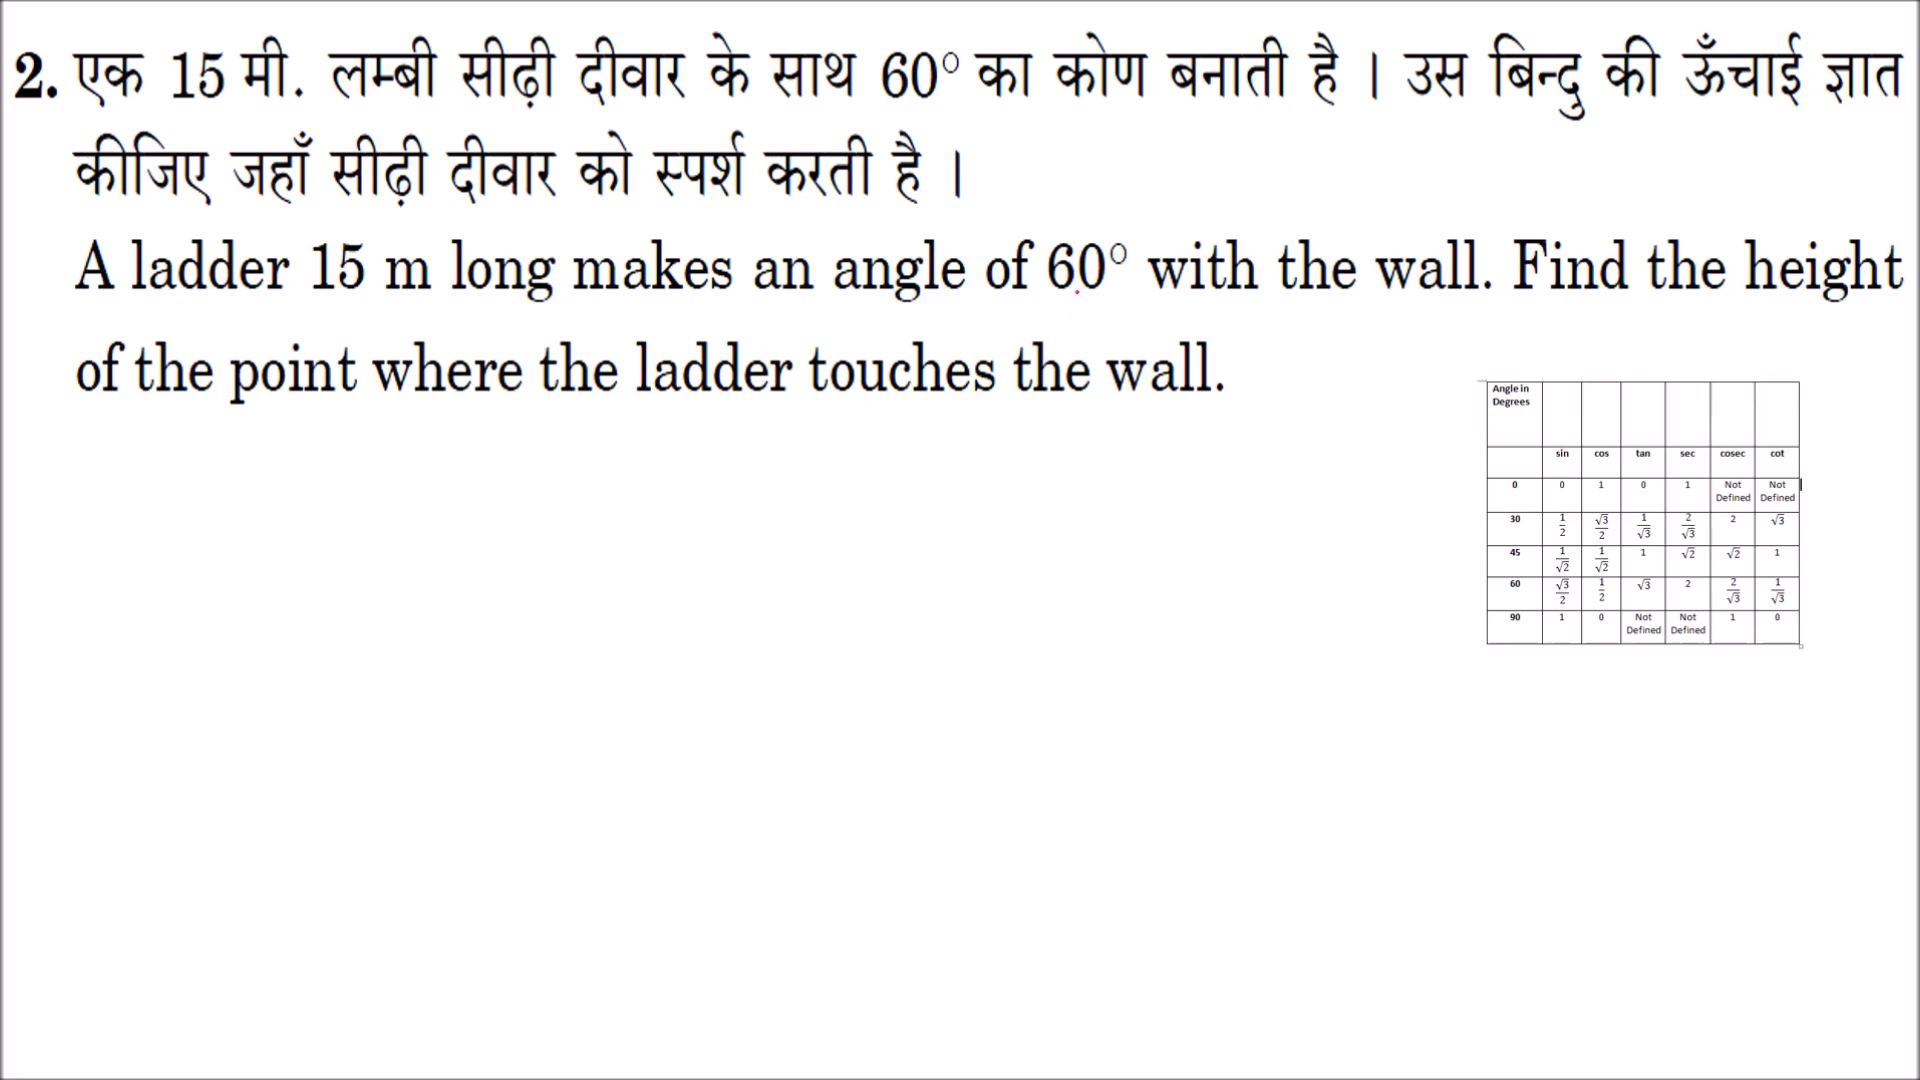 2. एक 15 मी. लम्बी सीढ़ी दीवार के साथ 60° का कोण बनाती है । उस बिन्दु की ऊँचाई ज्ञात
कीजिए जहाँ सीढ़ी दीवार को स्पर्श करती है ।
A ladder 15 m long makes an angle of 60° with the wall. Find the height
of the point where the ladder touches the wall.
Angle in
Degrees
sin cos tan sec cosec cot
0 0 1 0 1 Not Defined Not Defined
30 1/2 √3/2 1/√3 2/√3 2 √3
45 1/√2 1/√2 1 √2 √2 1
60 √3/2 1/2 √3 2 2/√3 1/√3
90 1 0 Not Defined Not Defined 1 0